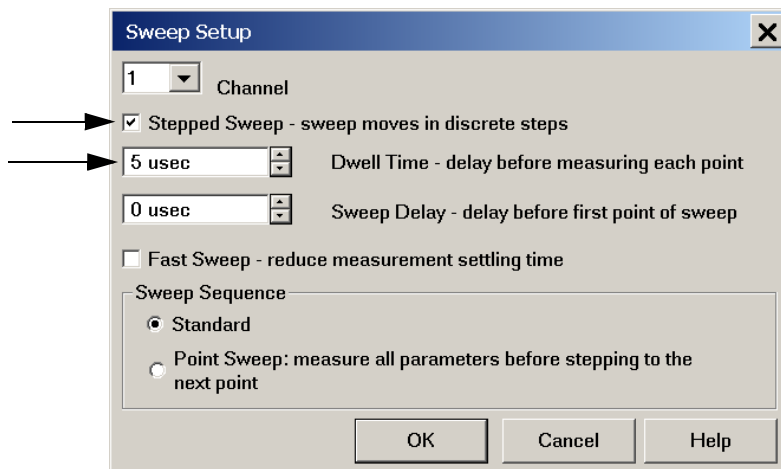 Sweep Setup
1
Channel
Stepped Sweep - sweep moves in discrete steps
5 usec
Dwell Time - delay before measuring each point
0 usec
Sweep Delay - delay before first point of sweep
Fast Sweep - reduce measurement settling time
Sweep Sequence
Standard
Point Sweep: measure all parameters before stepping to the
next point
OK
Cancel
Help